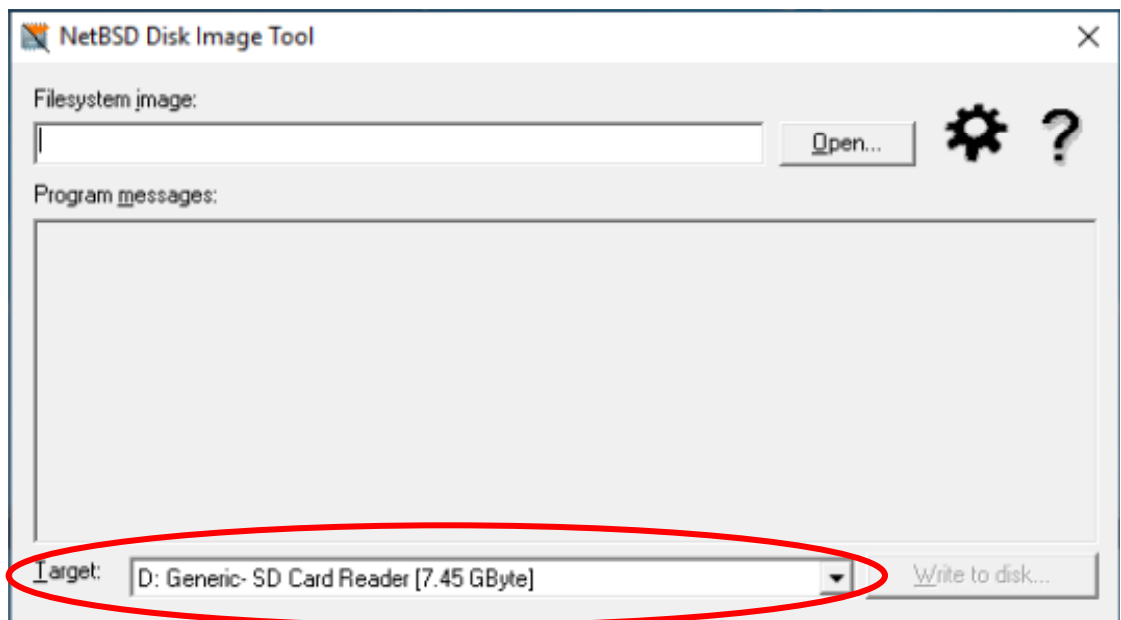 NetBSD Disk Image Tool
Filesystem image:
Open...
?
Program messages:
Target:
D: Generic- SD Card Reader [7.45 GByte]
Write to disk...